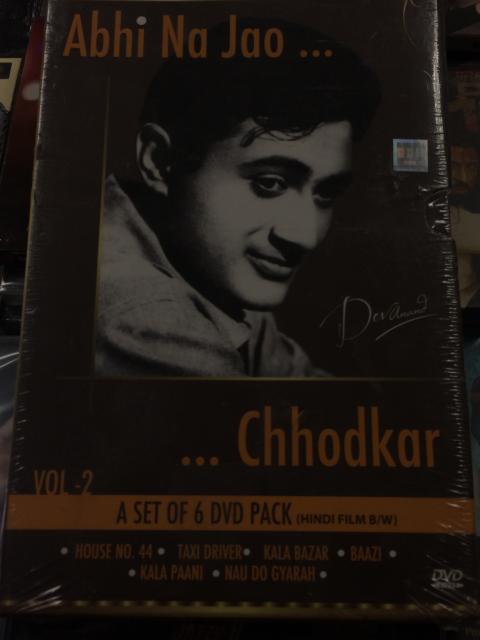 Abhi Na Jao ...
Dev Anand
... Chhodkar
VOL -2
A SET OF 6 DVD PACK (HINDI FILM B/W)
• HOUSE NO. 44 • TAXI DRIVER • KALA BAZAR • BAAZI •
• KALA PAANI • NAU DO GYARAH •
DVD